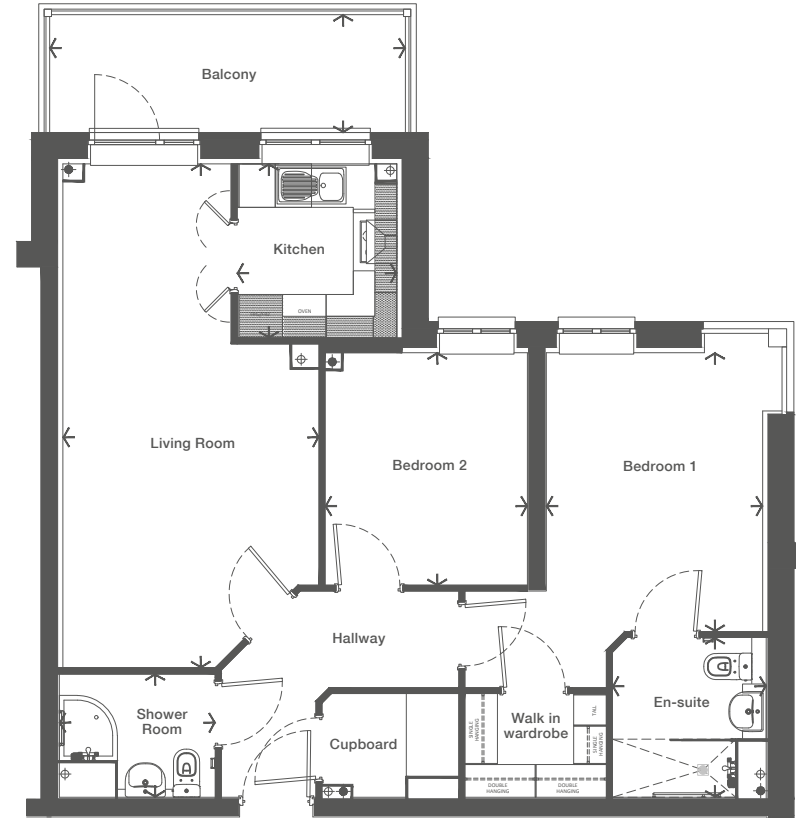 Balcony
Kitchen
OVEN
Living Room
Bedroom 2
Bedroom 1
Hallway
Shower
Room
Cupboard
Walk in
wardrobe
En-suite
SINGLE
HANGING
TALL
SINGLE
HANGING
DOUBLE
HANGING
DOUBLE
HANGING